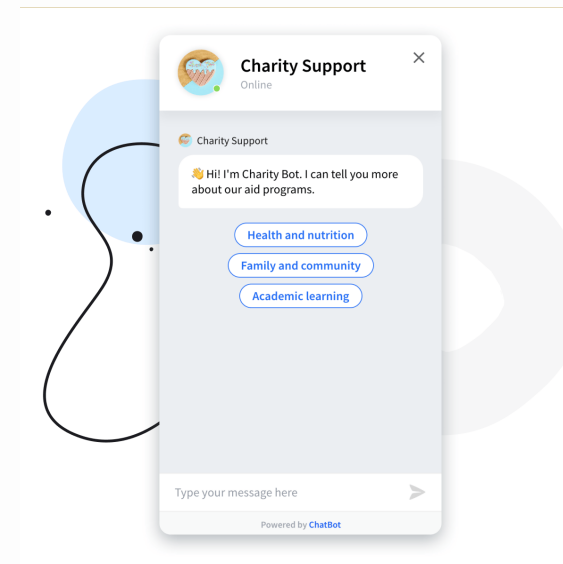 Charity Support
Online
Charity Support
👋 Hi! I'm Charity Bot. I can tell you more
about our aid programs.
Health and nutrition
Family and community
Academic learning
Type your message here
Powered by ChatBot